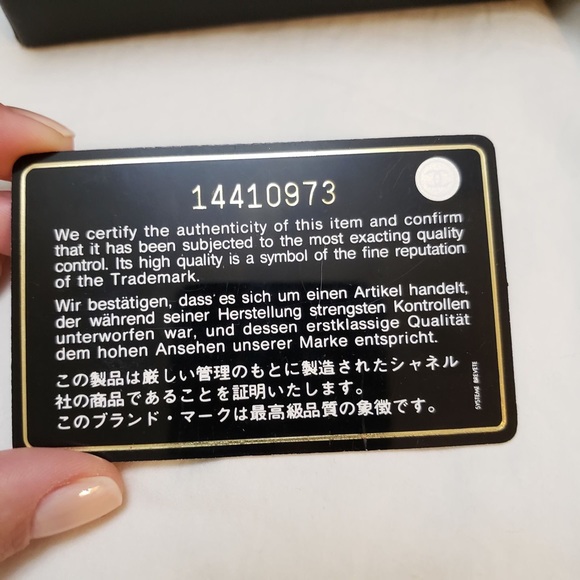 14410973
We certify the authenticity of this item and confirm
that it has been subjected to the most exacting quality
control. Its high quality is a symbol of the fine reputation
of the Trademark.
Wir bestätigen, dass es sich um einen Artikel handelt,
der während seiner Herstellung strengsten Kontrollen
unterworfen war, und dessen erstklassige Qualität
dem hohen Ansehen unserer Marke entspricht.
この製品は厳しい管理のもとに製造されたシャネル
社の商品であることを証明いたします。
このブランド・マークは最高級品質の象徴です。
SYSTEME BREVETE